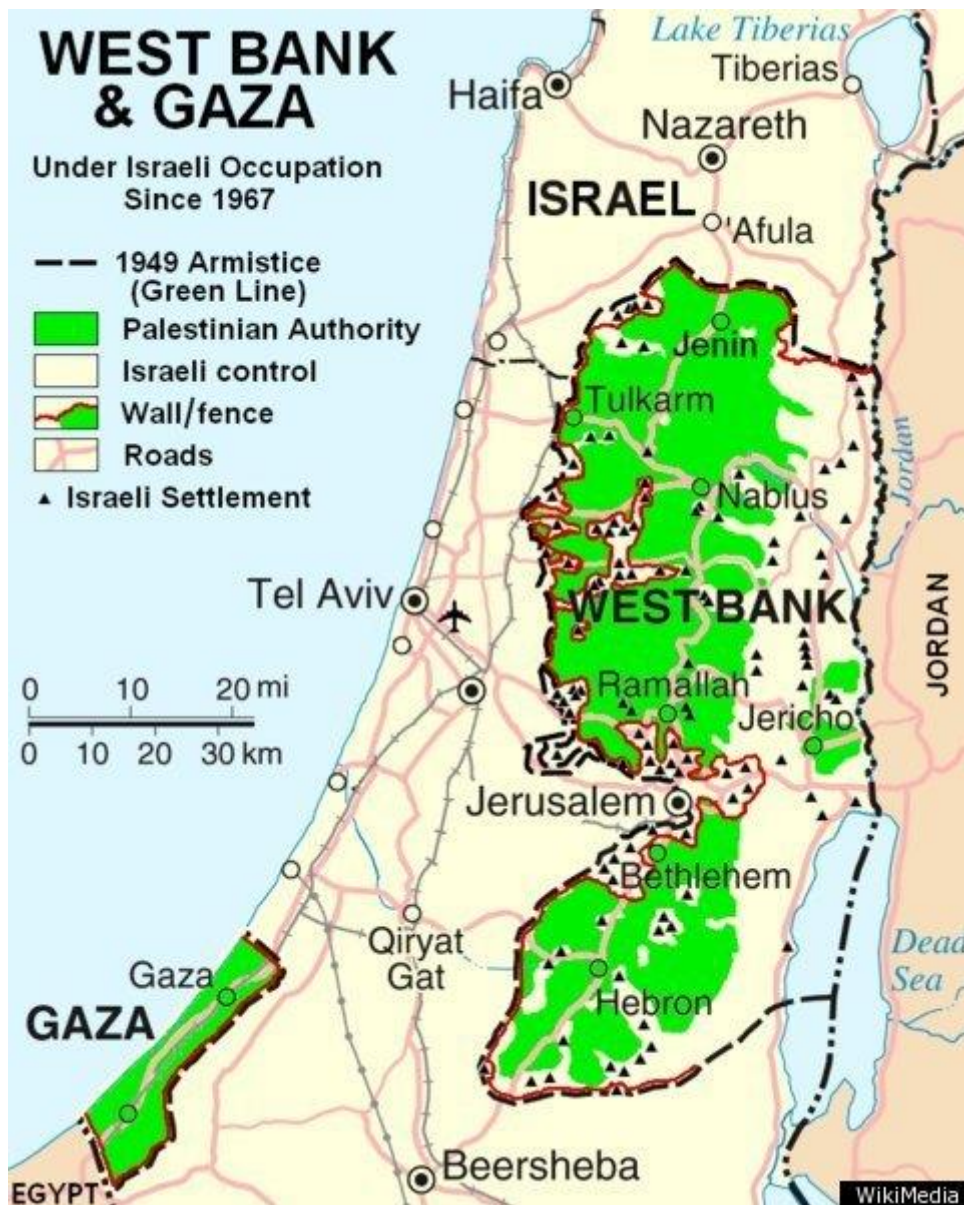 WEST BANK
& GAZA
Under Israeli Occupation
Since 1967
1949 Armistice
(Green Line)
Palestinian Authority
Israeli control
Wall/fence
Roads
Israeli Settlement
Lake Tiberias
Tiberias
Haifa
Nazareth
ISRAEL
'Afula
Jenin
Tulkarm
Nablus
Jordan
Tel Aviv
WEST BANK
JORDAN
0 10 20 mi
0 10 20 30 km
Ramallah
Jericho
Jerusalem
Bethlehem
Qiryat
Gat
Dead
Sea
Gaza
GAZA
Hebron
Beersheba
EGYPT
WikiMedia